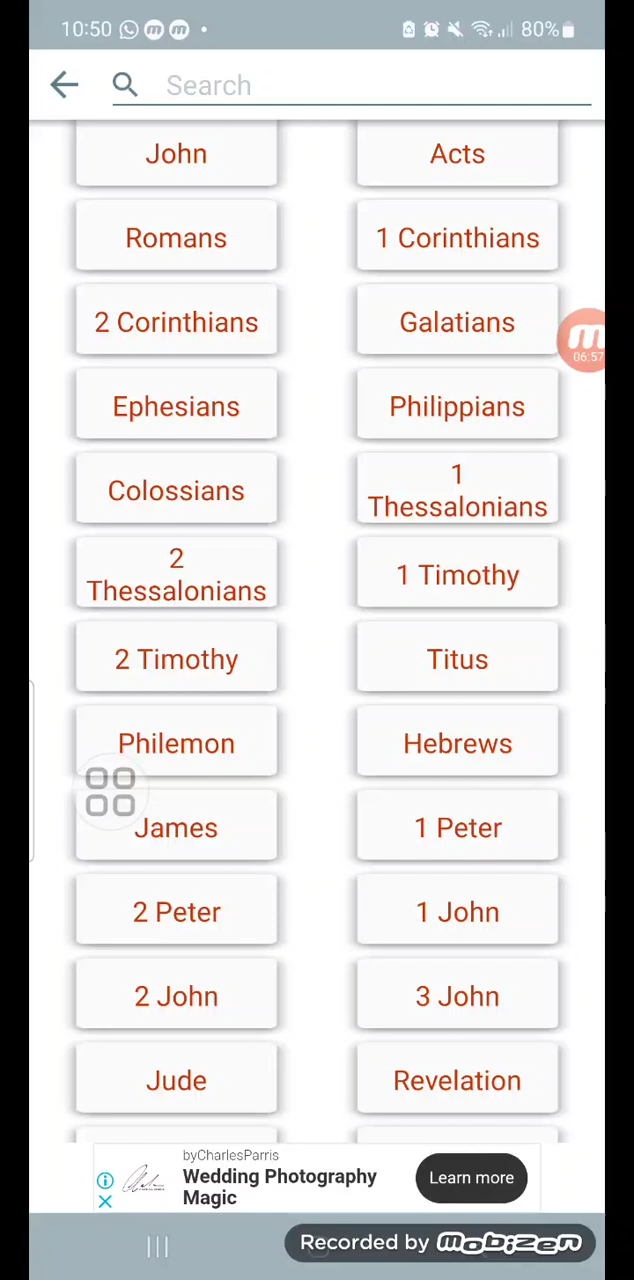 10:50 80%
Search
John Acts
Romans 1 Corinthians
2 Corinthians Galatians
06:57
Ephesians Philippians
Colossians 1
Thessalonians
2
Thessalonians 1 Timothy
2 Timothy Titus
Philemon Hebrews
James 1 Peter
2 Peter 1 John
2 John 3 John
Jude Revelation
byCharlesParris
Wedding Photography
Magic
Learn more
Recorded by mobizen